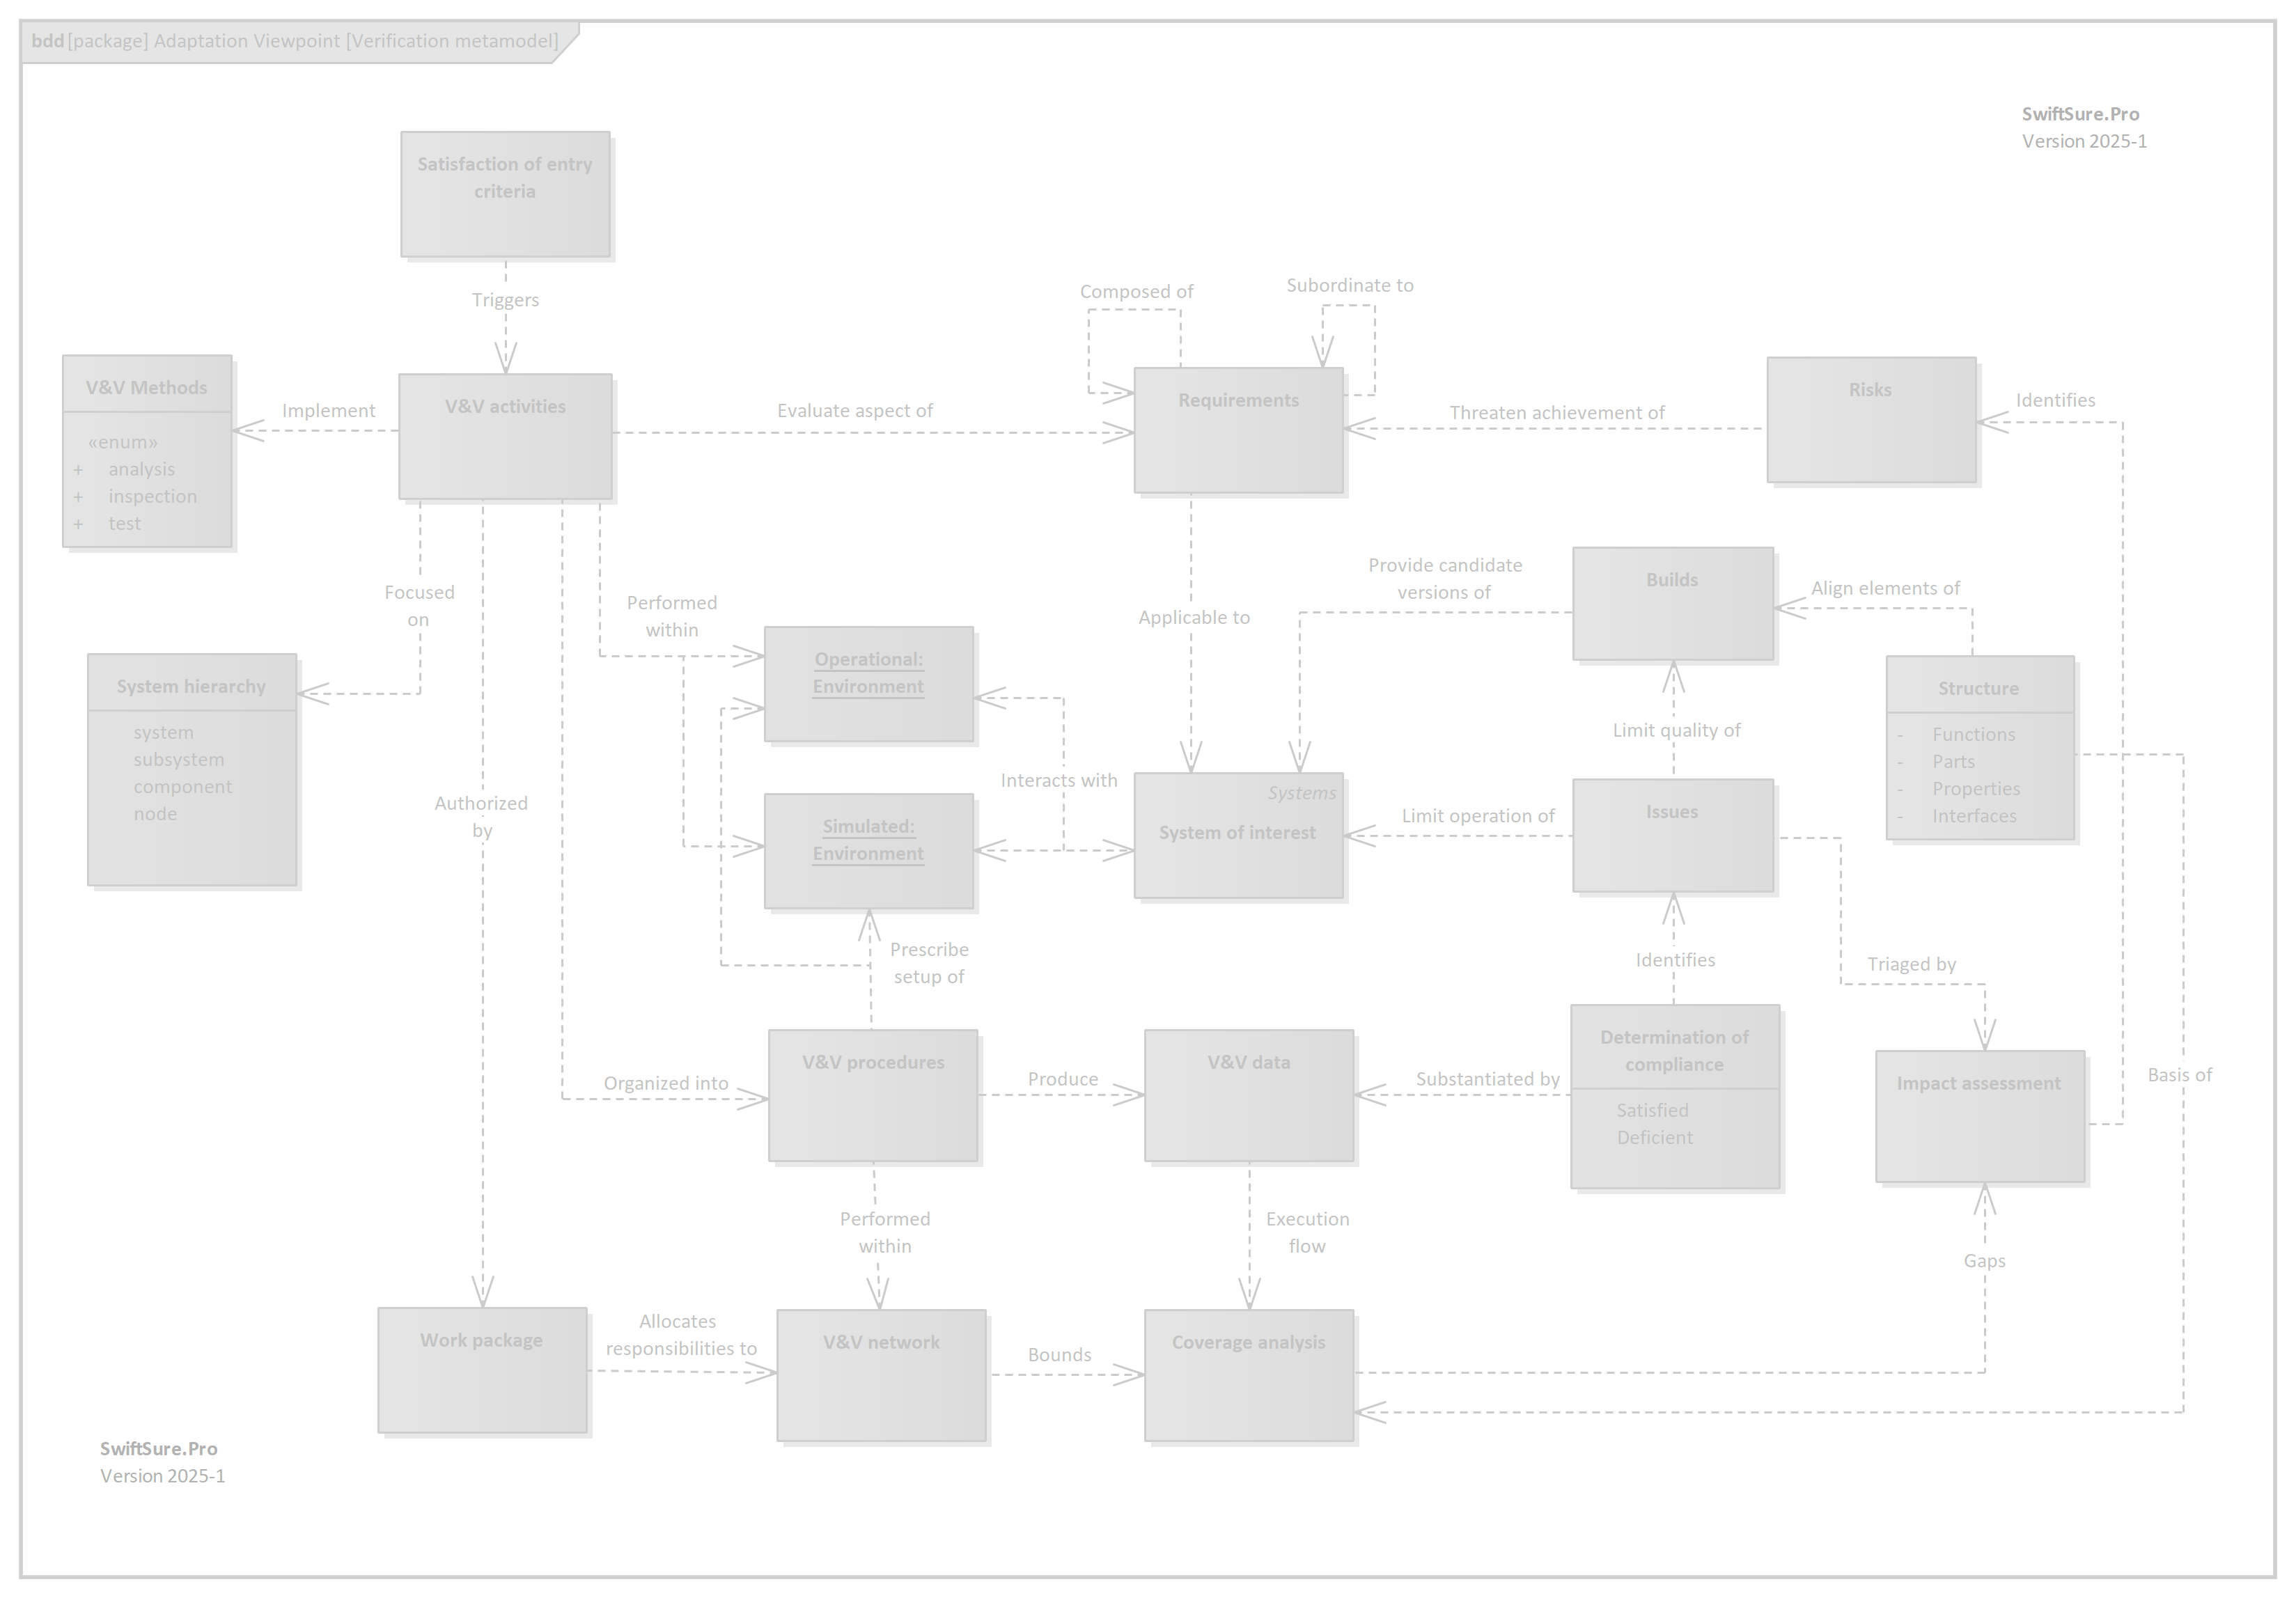 bdd [package] Adaptation Viewpoint [Verification metamodel]
SwiftSure.Pro
Version 2025-1
Satisfaction of entry
criteria
Triggers
Composed of
Subordinate to
V&V Methods
«enum»
+ analysis
+ inspection
+ test
Implement
V&V activities
Evaluate aspect of
Requirements
Threaten achievement of
Risks
Identifies
Focused
on
Performed
within
Applicable to
Provide candidate
versions of
Builds
Align elements of
System hierarchy
system
subsystem
component
node
Authorized
by
Operational:
Environment
Interacts with
Simulated:
Environment
Systems
System of interest
Limit quality of
Limit operation of
Issues
Structure
- Functions
- Parts
- Properties
- Interfaces
Prescribe
setup of
Identifies
Triaged by
Organized into
V&V procedures
Produce
V&V data
Substantiated by
Determination of
compliance
Satisfied
Deficient
Impact assessment
Basis of
Performed
within
Execution
flow
Gaps
Work package
Allocates
responsibilities to
V&V network
Bounds
Coverage analysis
SwiftSure.Pro
Version 2025-1